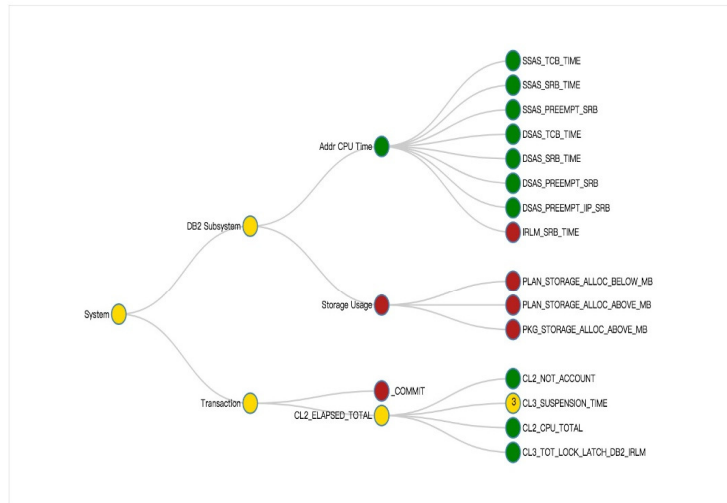 SSAS_TCB_TIME
SSAS_SRB_TIME
SSAS_PREEMPT_SRB
DSAS_TCB_TIME
Addr CPU Time
DSAS_SRB_TIME
DSAS_PREEMPT_SRB
DSAS_PREEMPT_IIP_SRB
DB2 Subsystem
IRLM_SRB_TIME
PLAN_STORAGE_ALLOC_BELOW_MB
Storage Usage
PLAN_STORAGE_ALLOC_ABOVE_MB
System
PKG_STORAGE_ALLOC_ABOVE_MB
CL2_NOT_ACCOUNT
_COMMIT
Transaction
3
CL3_SUSPENSION_TIME
CL2_ELAPSED_TOTAL
CL2_CPU_TOTAL
CL3_TOT_LOCK_LATCH_DB2_IRLM